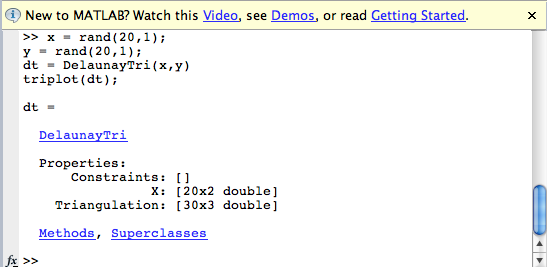 New to MATLAB? Watch this Video, see Demos, or read Getting Started.
>> x = rand(20,1);
y = rand(20,1);
dt = DelaunayTri(x,y)
triplot(dt);
dt =
DelaunayTri
Properties:
Constraints: []
X: [20x2 double]
Triangulation: [30x3 double]
Methods, Superclasses
fx >>